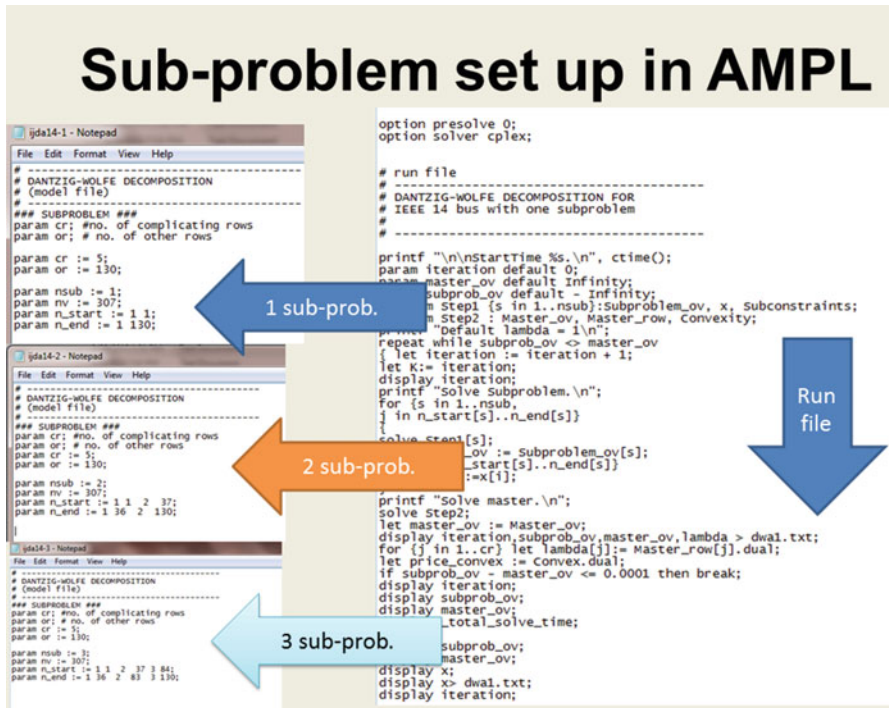 Sub-problem set up in AMPL
ijda14-1 - Notepad
File Edit Format View Help
# ----------------------------------------
# DANTZIG-WOLFE DECOMPOSITION
# (model file)
# ----------------------------------------
### SUBPROBLEM ###
param cr; #no. of complicating rows
param or; # no. of other rows
param cr := 5;
param or := 130;
param nsub := 1;
param nv := 307;
param n_start := 1 1;
param n_end := 1 130;
1 sub-prob.
ijda14-2 - Notepad
File Edit Format View Help
# ----------------------------------------
# DANTZIG-WOLFE DECOMPOSITION
# (model file)
# ----------------------------------------
### SUBPROBLEM ###
param cr; #no. of complicating rows
param or; # no. of other rows
param cr := 5;
param or := 130;
param nsub := 2;
param nv := 307;
param n_start := 1 1 2 37;
param n_end := 1 36 2 130;
2 sub-prob.
ijda14-3 - Notepad
File Edit Format View Help
# ----------------------------------------
# DANTZIG-WOLFE DECOMPOSITION
# (model file)
# ----------------------------------------
### SUBPROBLEM ###
param cr; #no. of complicating rows
param or; # no. of other rows
param cr := 5;
param or := 130;
param nsub := 3;
param nv := 307;
param n_start := 1 1 2 37 3 84;
param n_end := 1 36 2 83 3 130;
3 sub-prob.
option presolve 0;
option solver cplex;
# run file
# ----------------------------------------
# DANTZIG-WOLFE DECOMPOSITION FOR
# IEEE 14 bus with one subproblem
#
# ----------------------------------------
printf "\n\nStartTime %s.\n", ctime();
param iteration default 0;
param master_ov default Infinity;
subprob_ov default - Infinity;
Step1 {s in 1..nsub}:Subproblem_ov, x, Subconstraints;
Step2 : Master_ov, Master_row, Convexity;
printf "Default lambda = 1\n";
repeat while subprob_ov <> master_ov
{ let iteration := iteration + 1;
let K:= iteration;
display iteration;
printf "Solve Subproblem.\n";
for {s in 1..nsub,
j in n_start[s]..n_end[s]}
{
solve Step1[s];
ov := Subproblem_ov[s];
start[s]..n_end[s]}
:=x[i];
printf "Solve master.\n";
solve Step2;
let master_ov := Master_ov;
display iteration,subprob_ov,master_ov,lambda > dwa1.txt;
for {j in 1..cr} let lambda[j]:= Master_row[j].dual;
let price_convex := Convex.dual;
if subprob_ov - master_ov <= 0.0001 then break;
display iteration;
display subprob_ov;
display master_ov;
total_solve_time;
subprob_ov;
master_ov;
display x;
display x> dwa1.txt;
display iteration;
Run
file